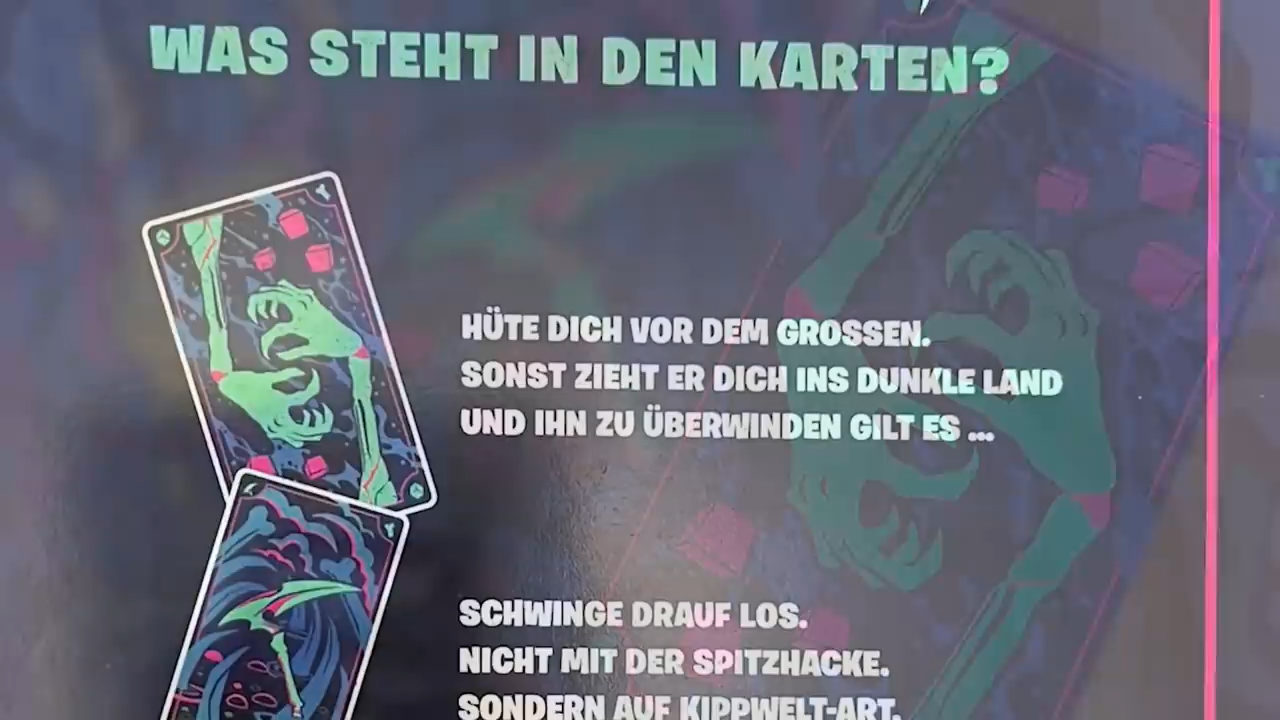 WAS STEHT IN DEN KARTEN?
HÜTE DICH VOR DEM GROSSEN.
SONST ZIEHT ER DICH INS DUNKLE LAND
UND IHN ZU ÜBERWINDEN GILT ES ...
SCHWINGE DRAUF LOS.
NICHT MIT DER SPITZHACKE.
SONDERN AUF KIPPWELT-ART.